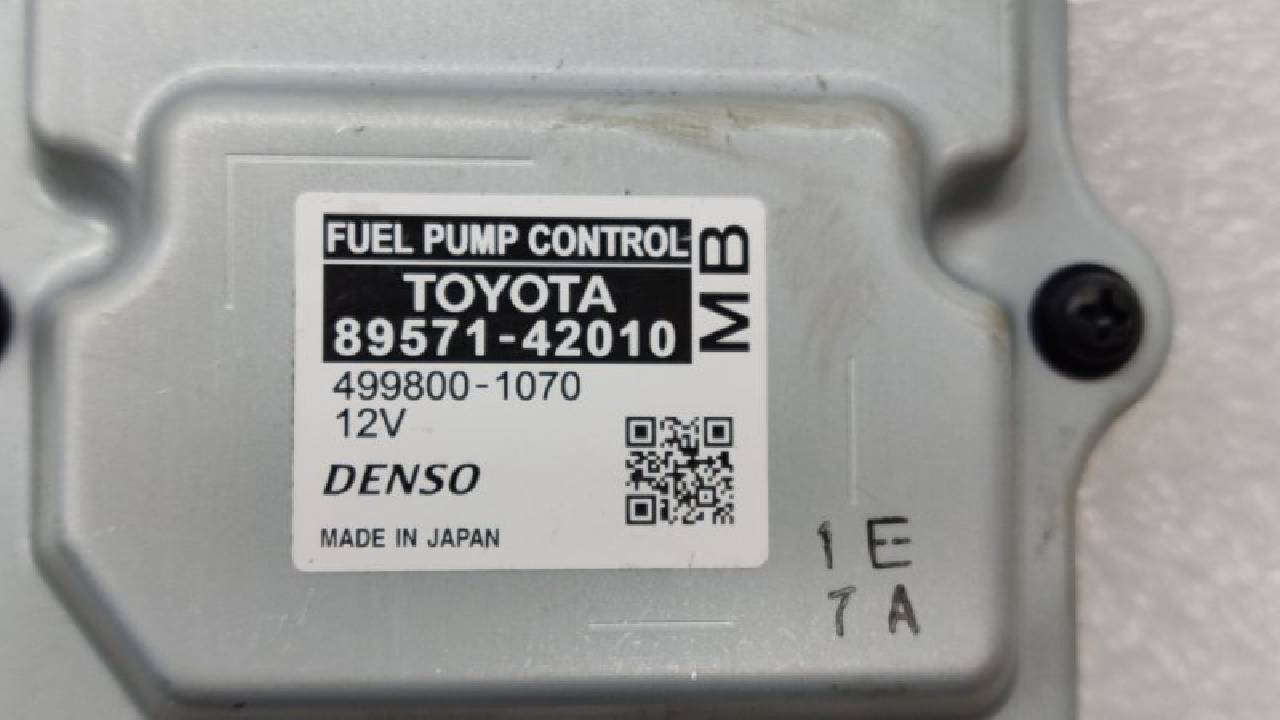 FUEL PUMP CONTROL
TOYOTA
89571-42010
MB
499800-1070
12V
DENSO
MADE IN JAPAN
1E
7A